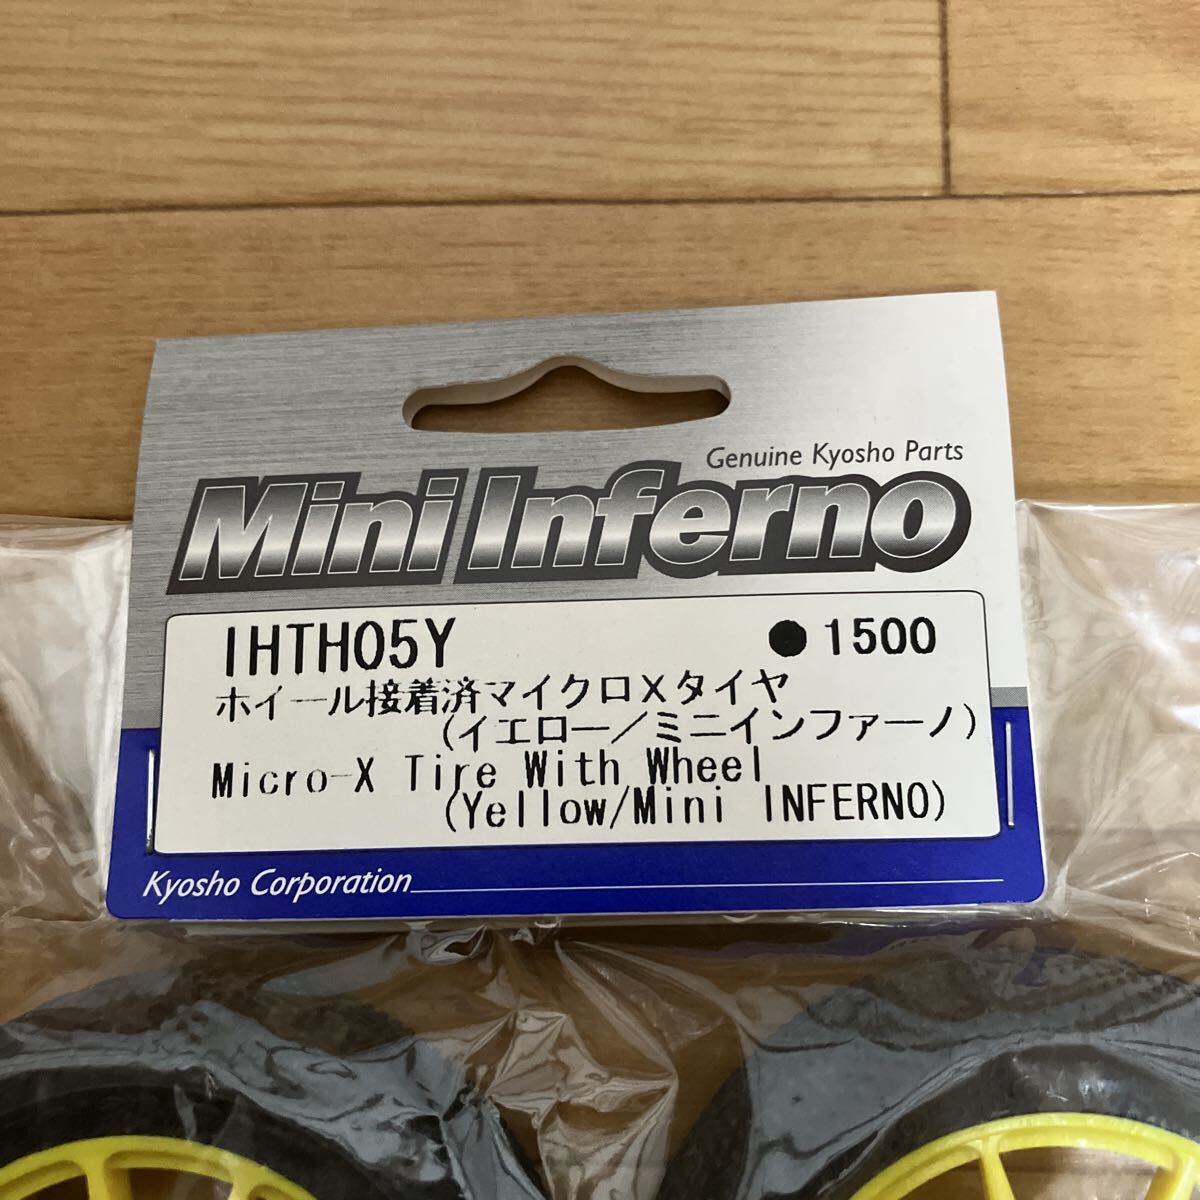 Genuine Kyosho Parts
Mini Inferno
IHTH05Y ●1500
ホイール接着済マイクロXタイヤ
(イエロー/ミニインファーノ)
Micro-X Tire With Wheel
(Yellow/Mini INFERNO)
Kyosho Corporation